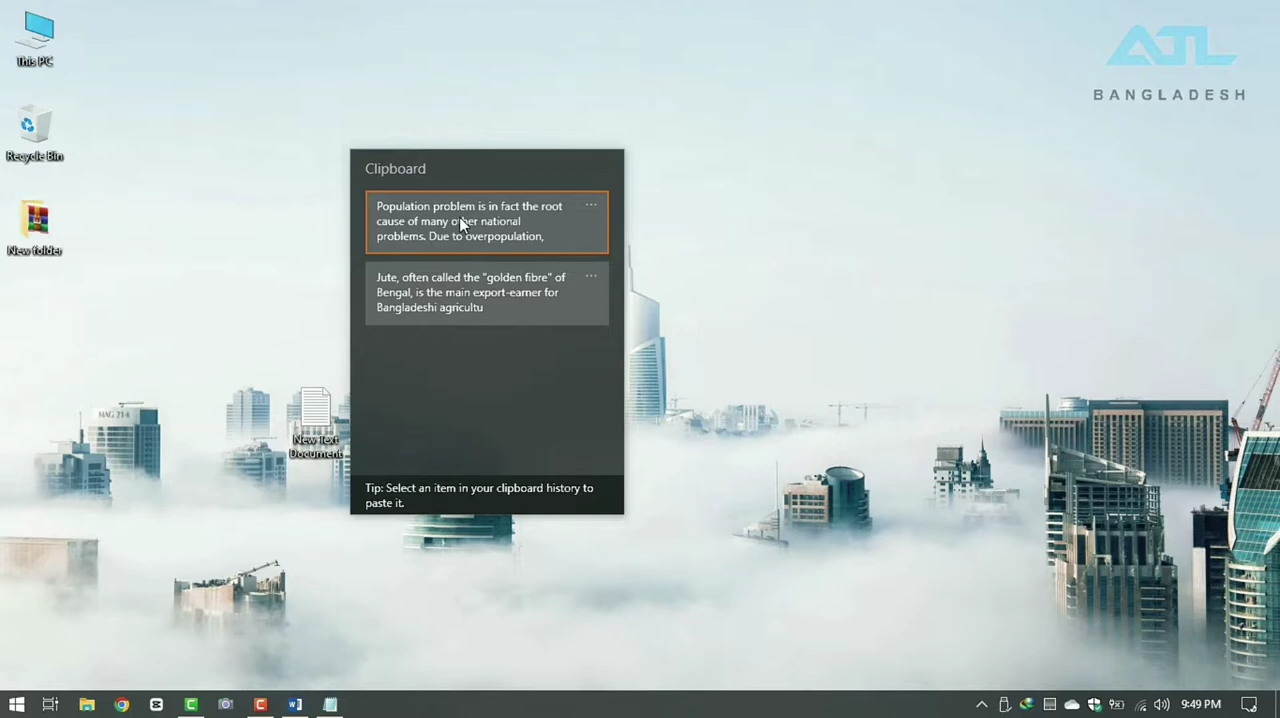 ATL
BANGLADESH
This PC
Recycle Bin
New folder
Clipboard
Population problem is in fact the root
cause of many other national
problems. Due to overpopulation,
Jute, often called the "golden fibre" of
Bengal, is the main export-earner for
Bangladeshi agricultu
MAG 214
New Text
Document
Tip: Select an item in your clipboard history to
paste it.
9:49 PM